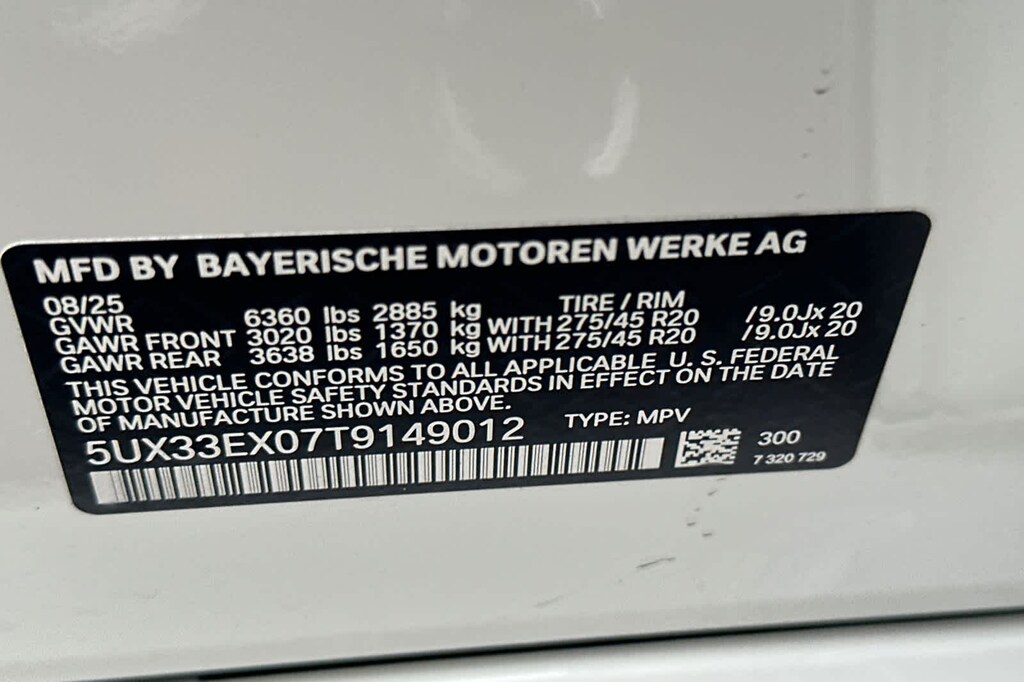 MFD BY BAYERISCHE MOTOREN WERKE AG
08/25 TIRE / RIM
GVWR 6360 lbs 2885 kg
GAWR FRONT 3020 lbs 1370 kg WITH 275/45 R20 /9.0Jx 20
GAWR REAR 3638 lbs 1650 kg WITH 275/45 R20 /9.0Jx 20
THIS VEHICLE CONFORMS TO ALL APPLICABLE U. S. FEDERAL
MOTOR VEHICLE SAFETY STANDARDS IN EFFECT ON THE DATE
OF MANUFACTURE SHOWN ABOVE.
5UX33EX07T9149012 TYPE: MPV
300
7 320 729